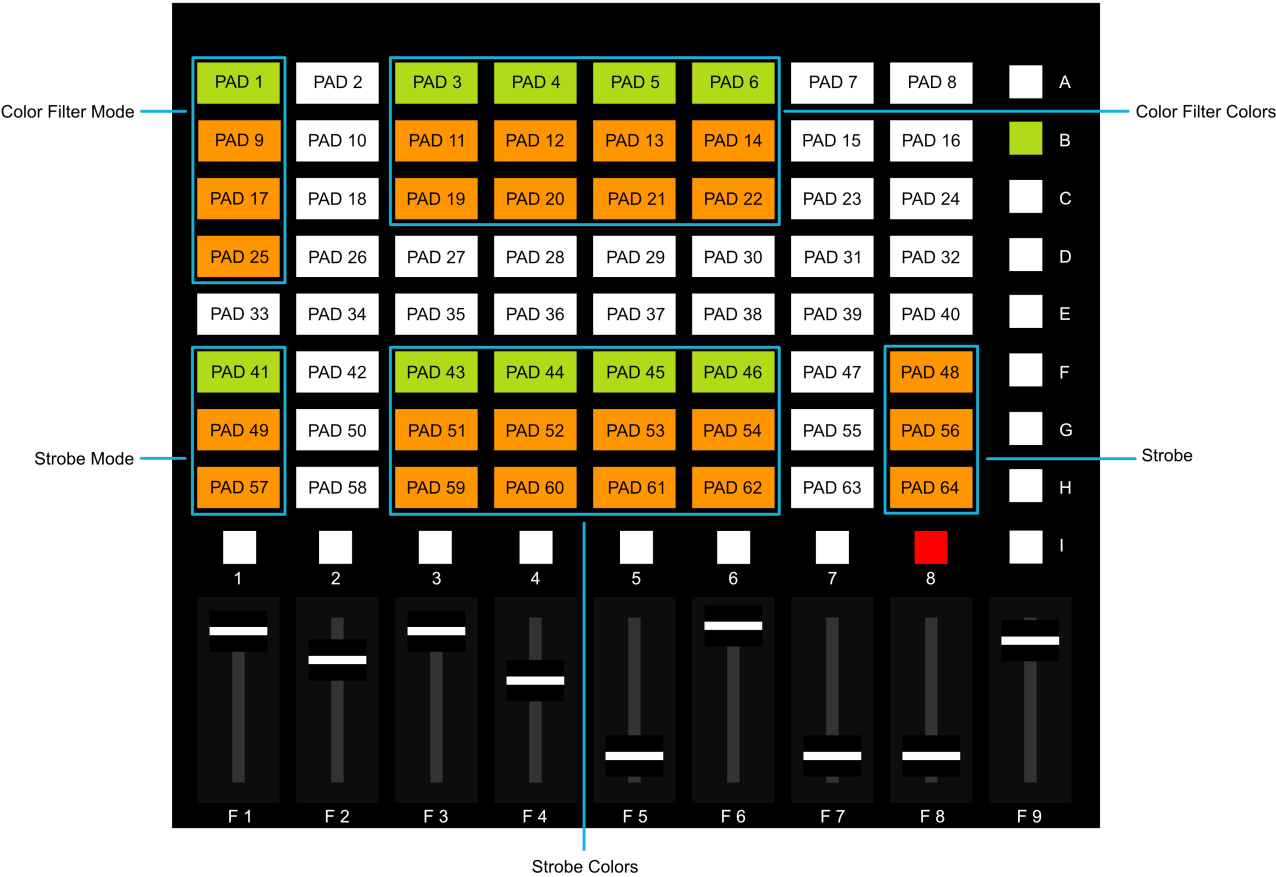 PAD 1 PAD 2 PAD 3 PAD 4 PAD 5 PAD 6 PAD 7 PAD 8 A
Color Filter Mode Color Filter Colors
PAD 9 PAD 10 PAD 11 PAD 12 PAD 13 PAD 14 PAD 15 PAD 16 B
PAD 17 PAD 18 PAD 19 PAD 20 PAD 21 PAD 22 PAD 23 PAD 24 C
PAD 25 PAD 26 PAD 27 PAD 28 PAD 29 PAD 30 PAD 31 PAD 32 D
PAD 33 PAD 34 PAD 35 PAD 36 PAD 37 PAD 38 PAD 39 PAD 40 E
PAD 41 PAD 42 PAD 43 PAD 44 PAD 45 PAD 46 PAD 47 PAD 48 F
PAD 49 PAD 50 PAD 51 PAD 52 PAD 53 PAD 54 PAD 55 PAD 56 G
Strobe Mode Strobe
PAD 57 PAD 58 PAD 59 PAD 60 PAD 61 PAD 62 PAD 63 PAD 64 H
I
1 2 3 4 5 6 7 8
F 1 F 2 F 3 F 4 F 5 F 6 F 7 F 8 F 9
Strobe Colors